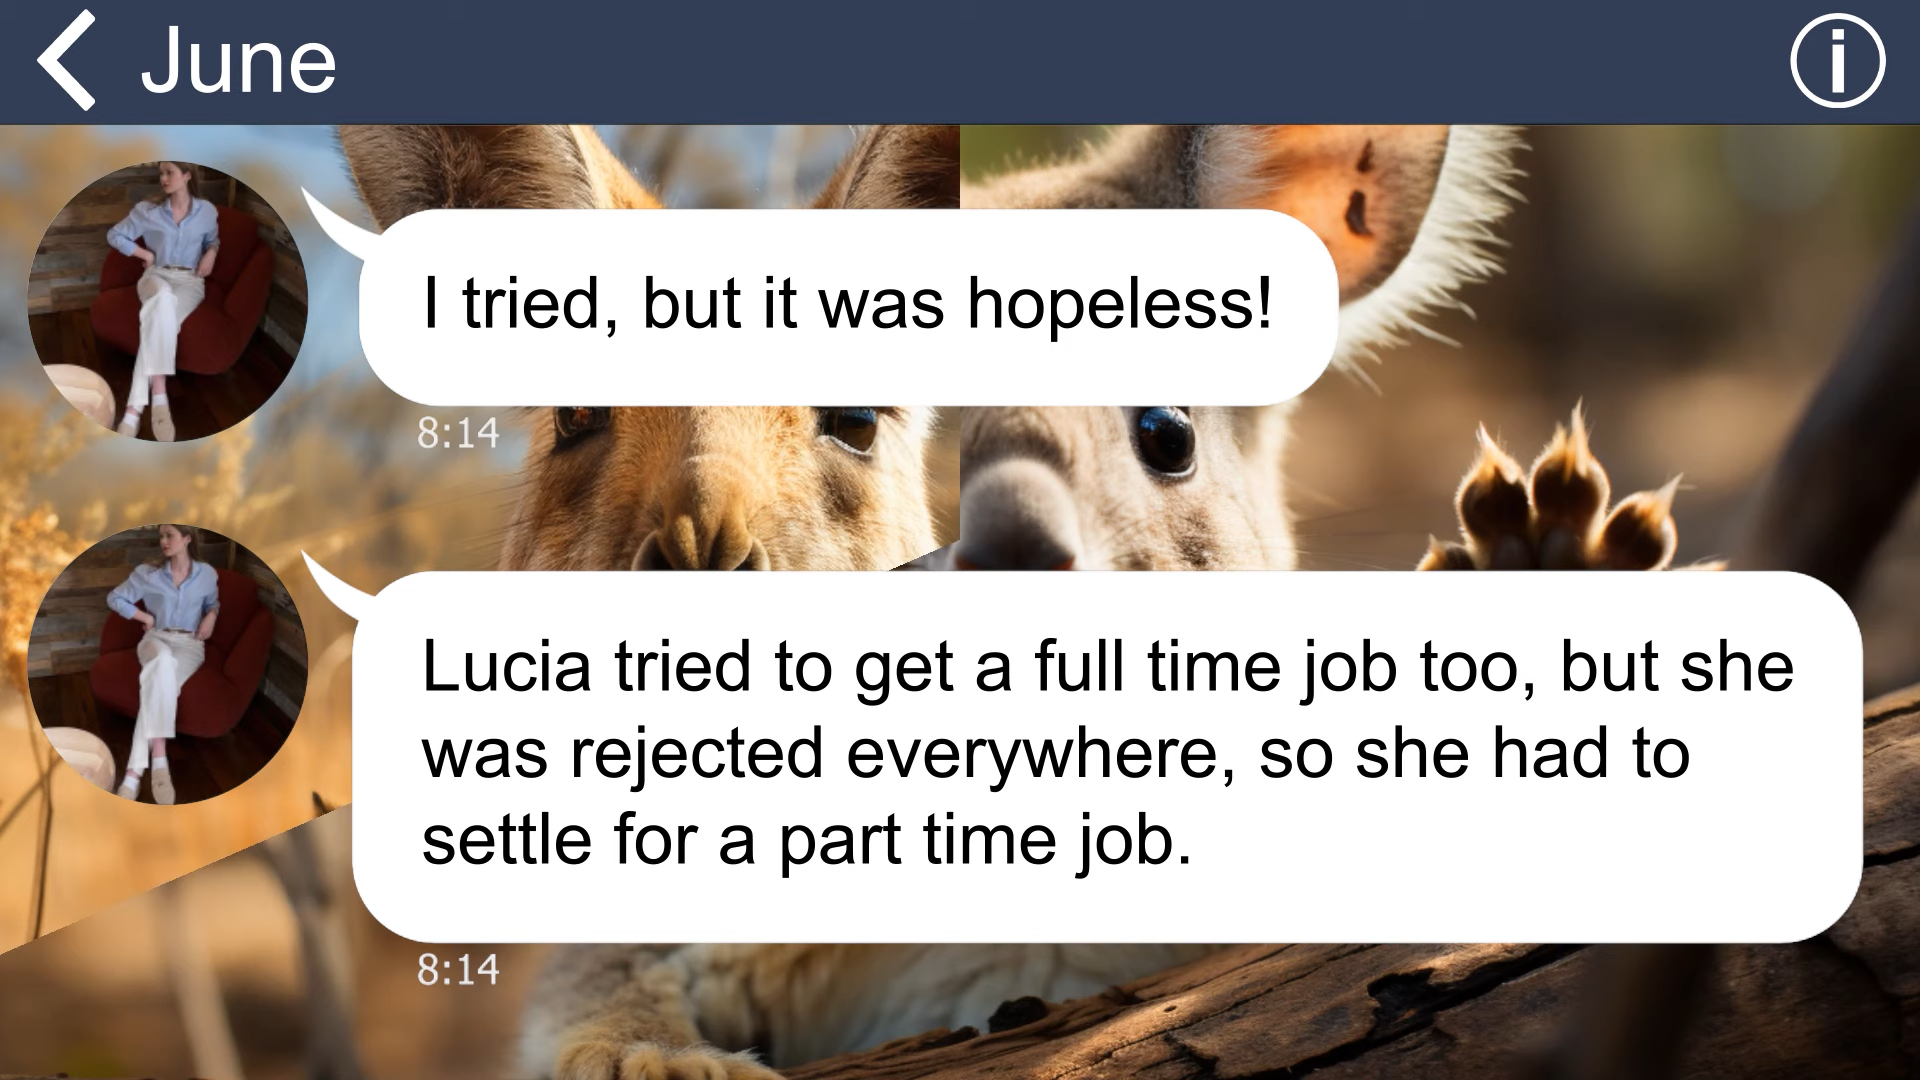 June
I tried, but it was hopeless!
8:14
Lucia tried to get a full time job too, but she
was rejected everywhere, so she had to
settle for a part time job.
8:14